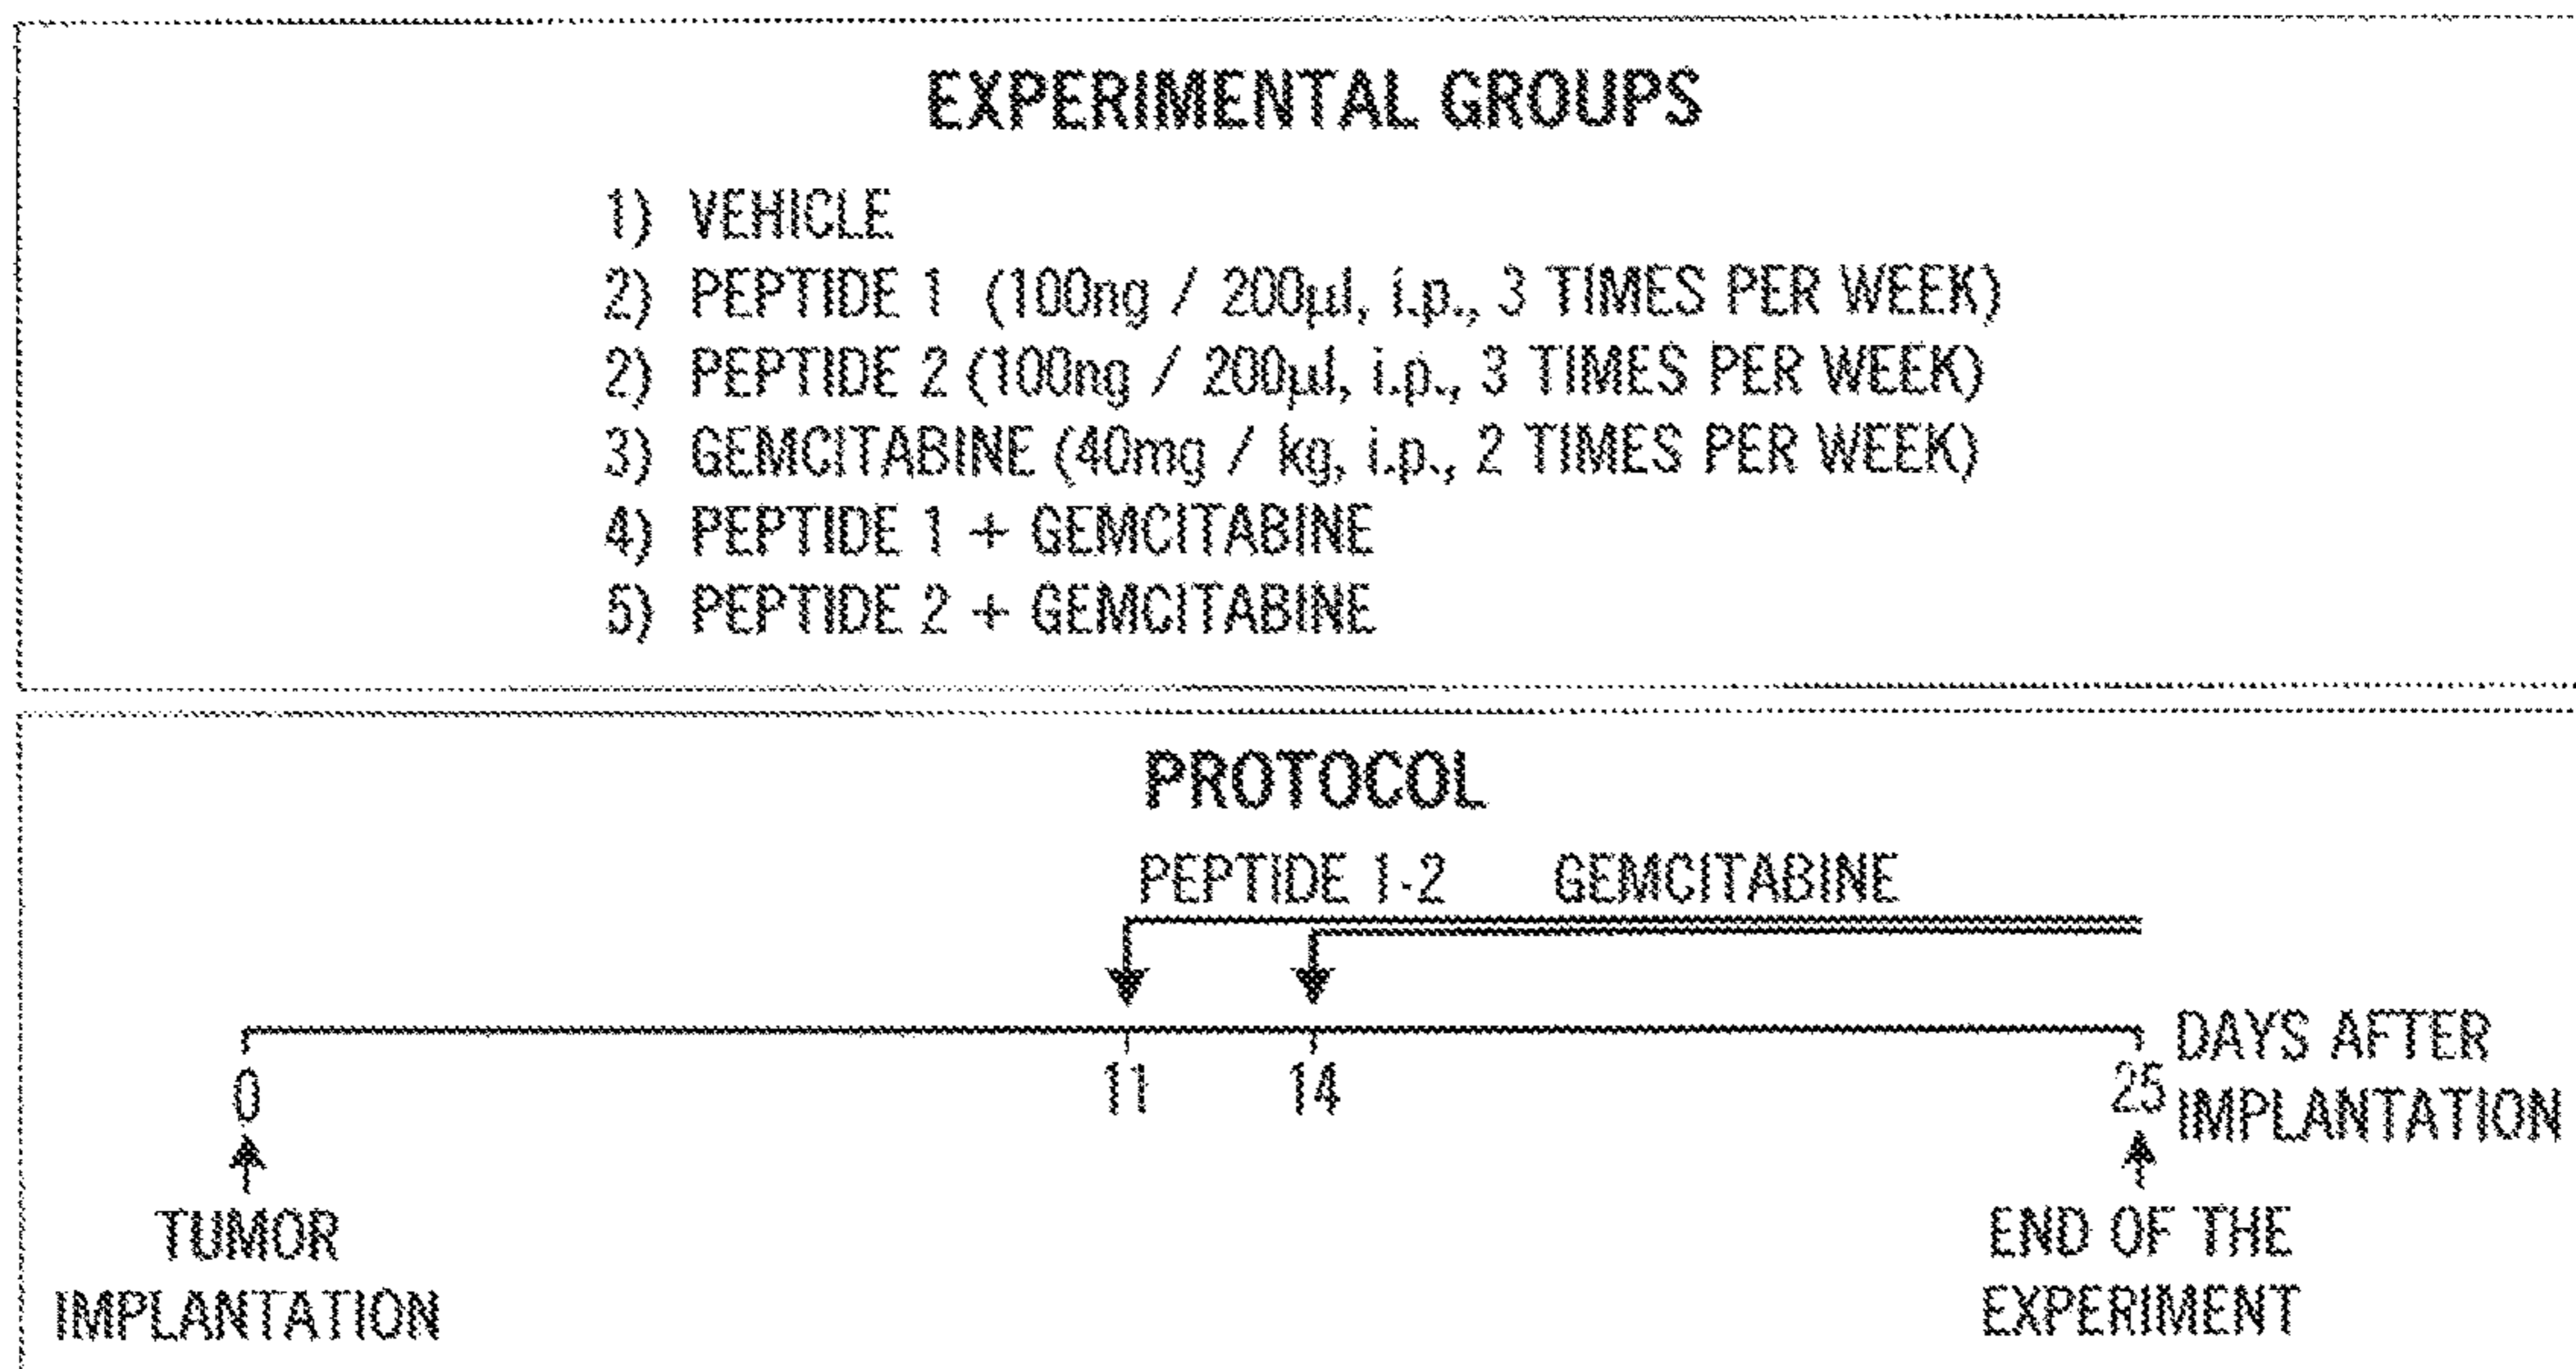 EXPERIMENTAL GROUPS
1) VEHICLE
2) PEPTIDE 1 (100ng / 200µl, i.p., 3 TIMES PER WEEK)
2) PEPTIDE 2 (100ng / 200µl, i.p., 3 TIMES PER WEEK)
3) GEMCITABINE (40mg / kg, i.p., 2 TIMES PER WEEK)
4) PEPTIDE 1 + GEMCITABINE
5) PEPTIDE 2 + GEMCITABINE
PROTOCOL
PEPTIDE 1-2 GEMCITABINE
0 11 14 25
DAYS AFTER
IMPLANTATION
TUMOR
IMPLANTATION
END OF THE
EXPERIMENT